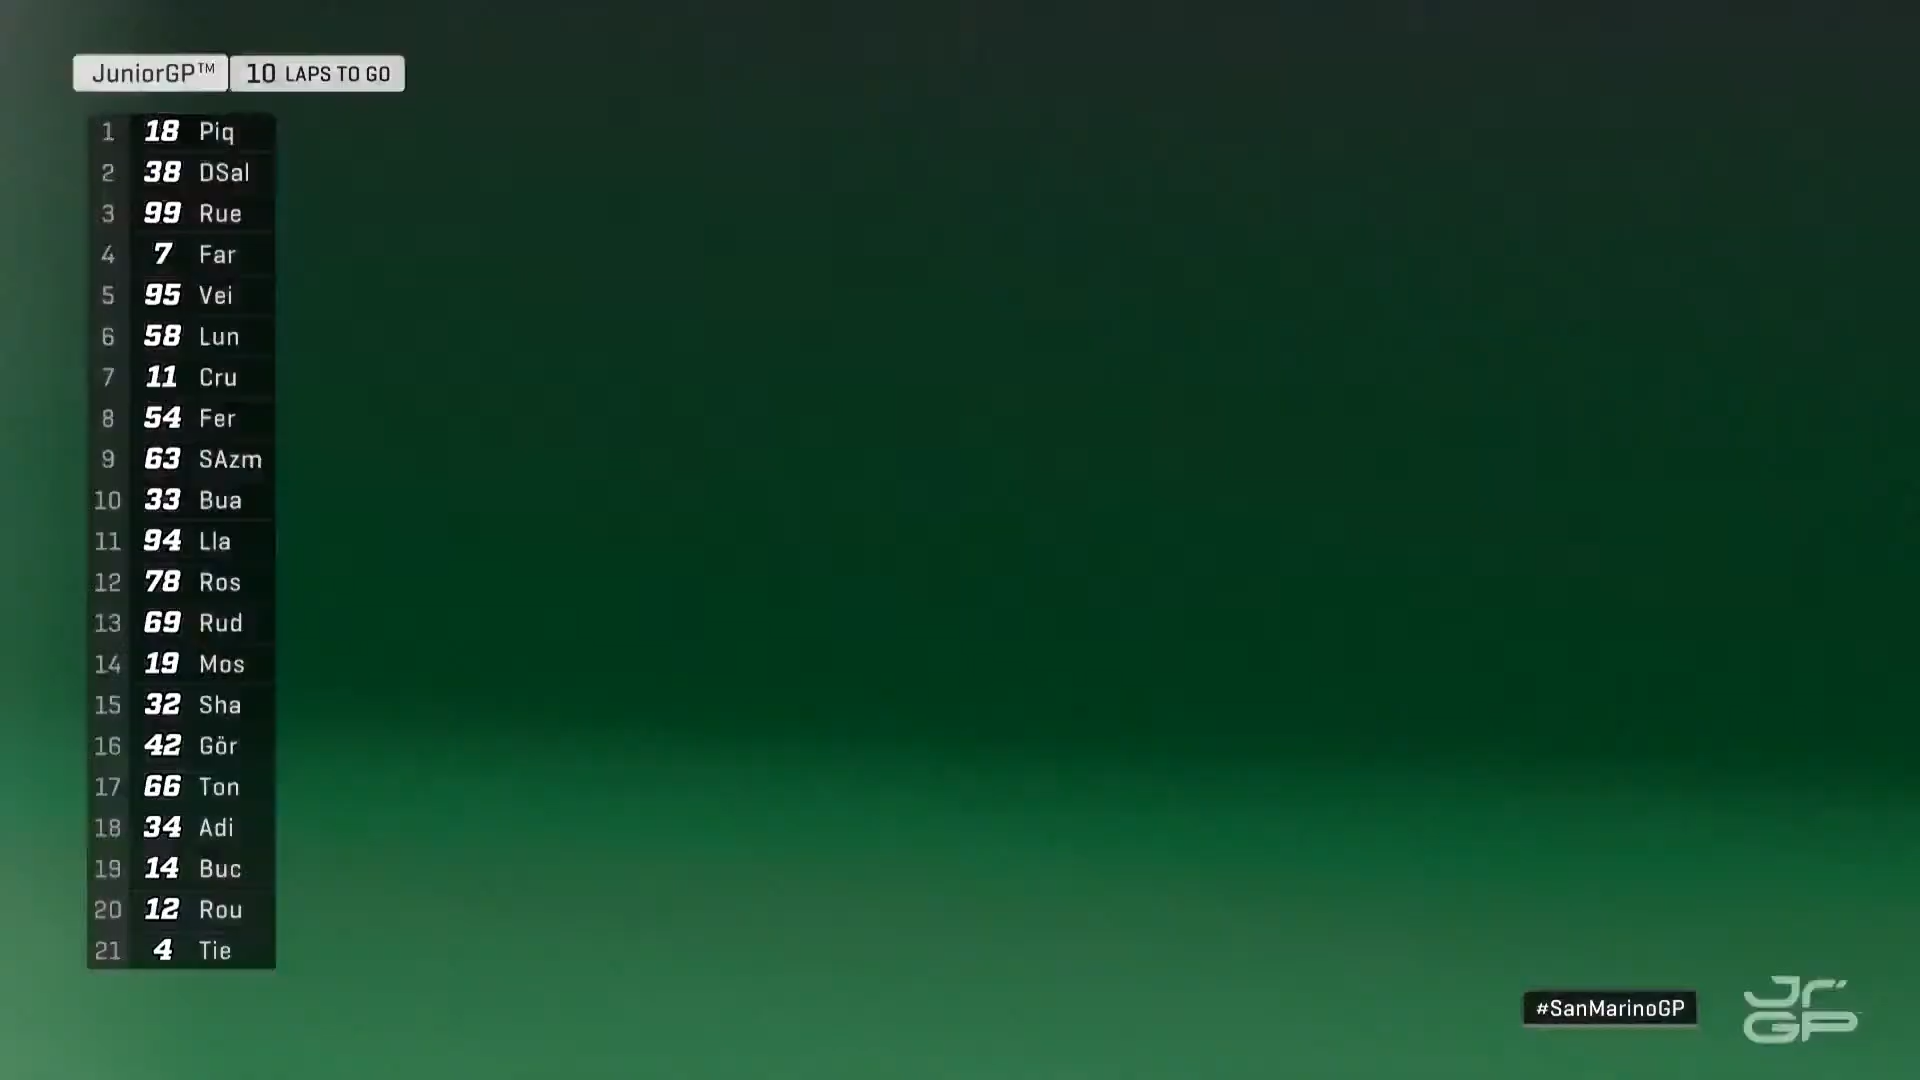 JuniorGP™ 10 LAPS TO GO
1 18 Piq
2 38 DSal
3 99 Rue
4 7 Far
5 95 Vei
6 58 Lun
7 11 Cru
8 54 Fer
9 63 SAzm
10 33 Bua
11 94 Lla
12 78 Ros
13 69 Rud
14 19 Mos
15 32 Sha
16 42 Gör
17 66 Ton
18 34 Adi
19 14 Buc
20 12 Rou
21 4 Tie
#SanMarinoGP
Jr
GP